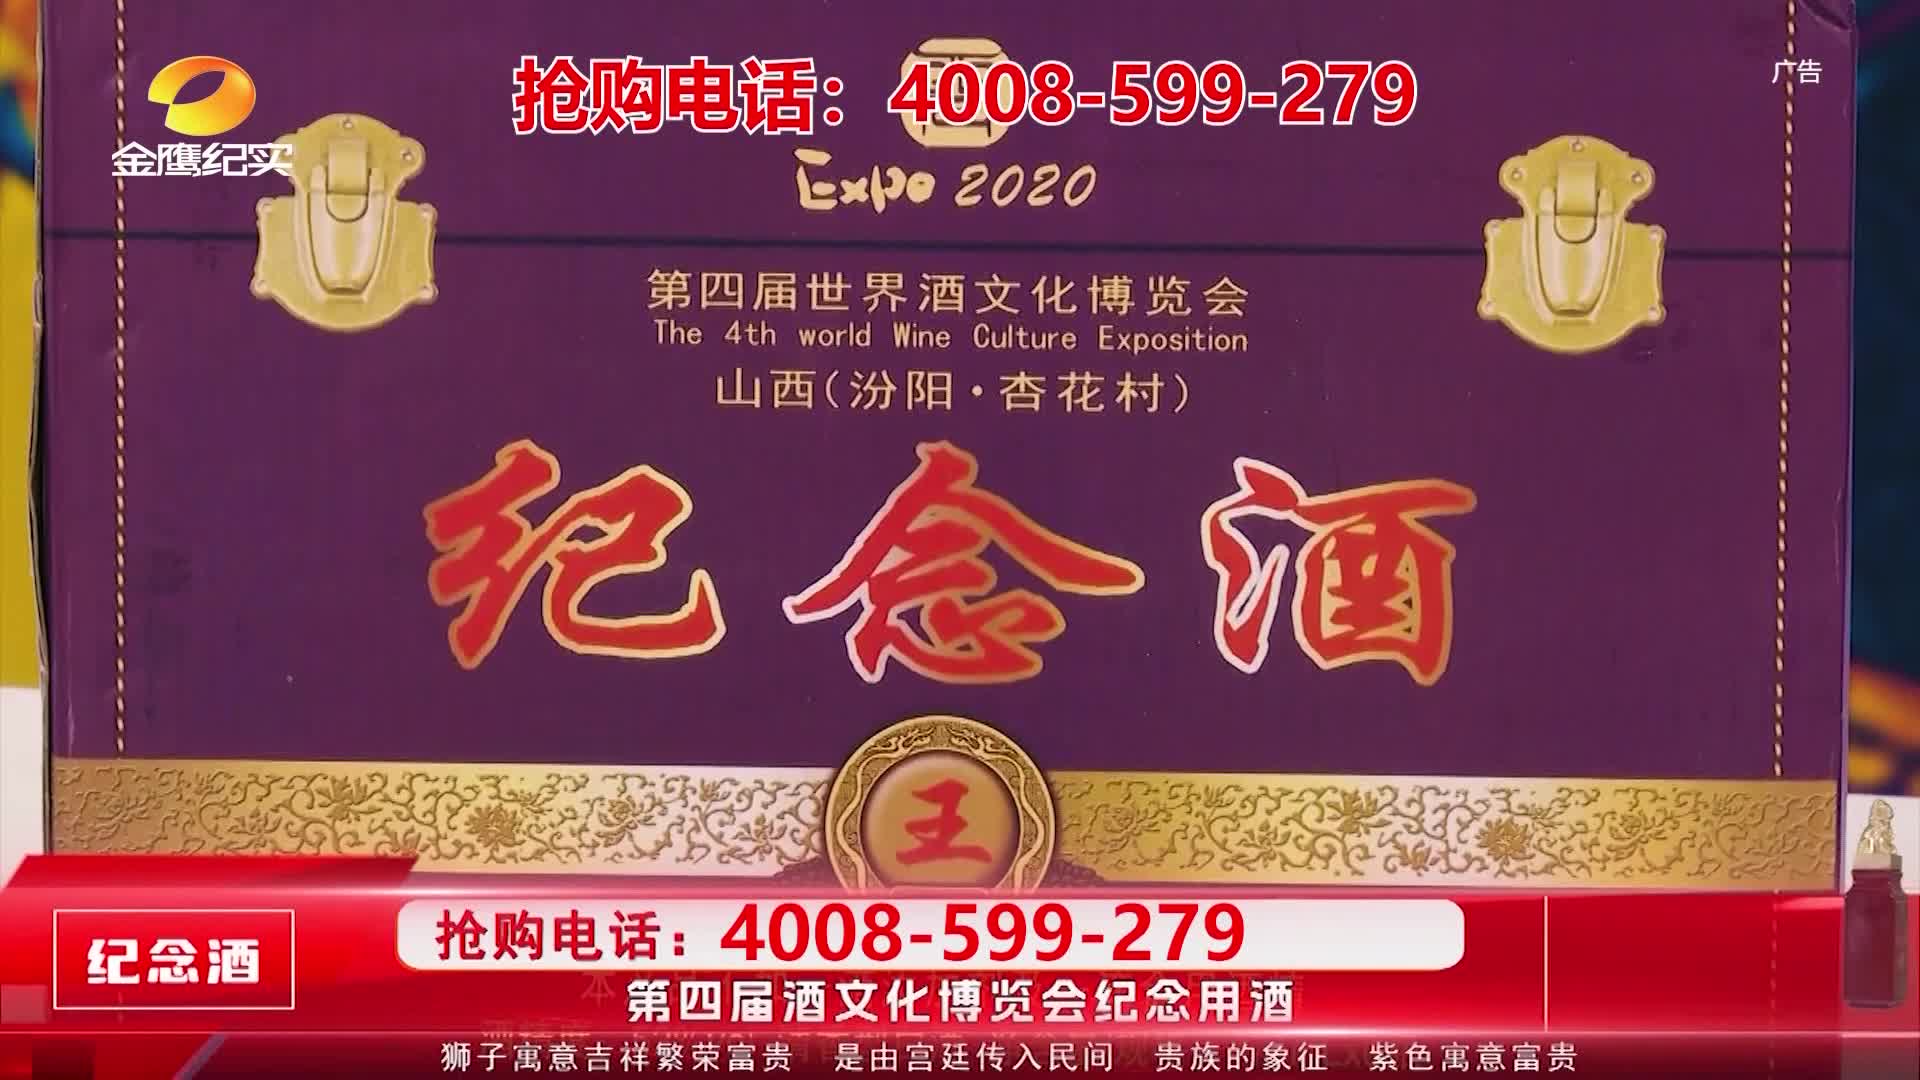 抢购电话：4008-599-279
广告
金鹰纪实
Expo 2020
第四届世界酒文化博览会
The 4th world Wine Culture Exposition
山西(汾阳·杏花村)
纪念酒
王
纪念酒
抢购电话：4008-599-279
第四届酒文化博览会纪念用酒
狮子寓意吉祥繁荣富贵 是由宫廷传入民间 贵族的象征 紫色寓意富贵